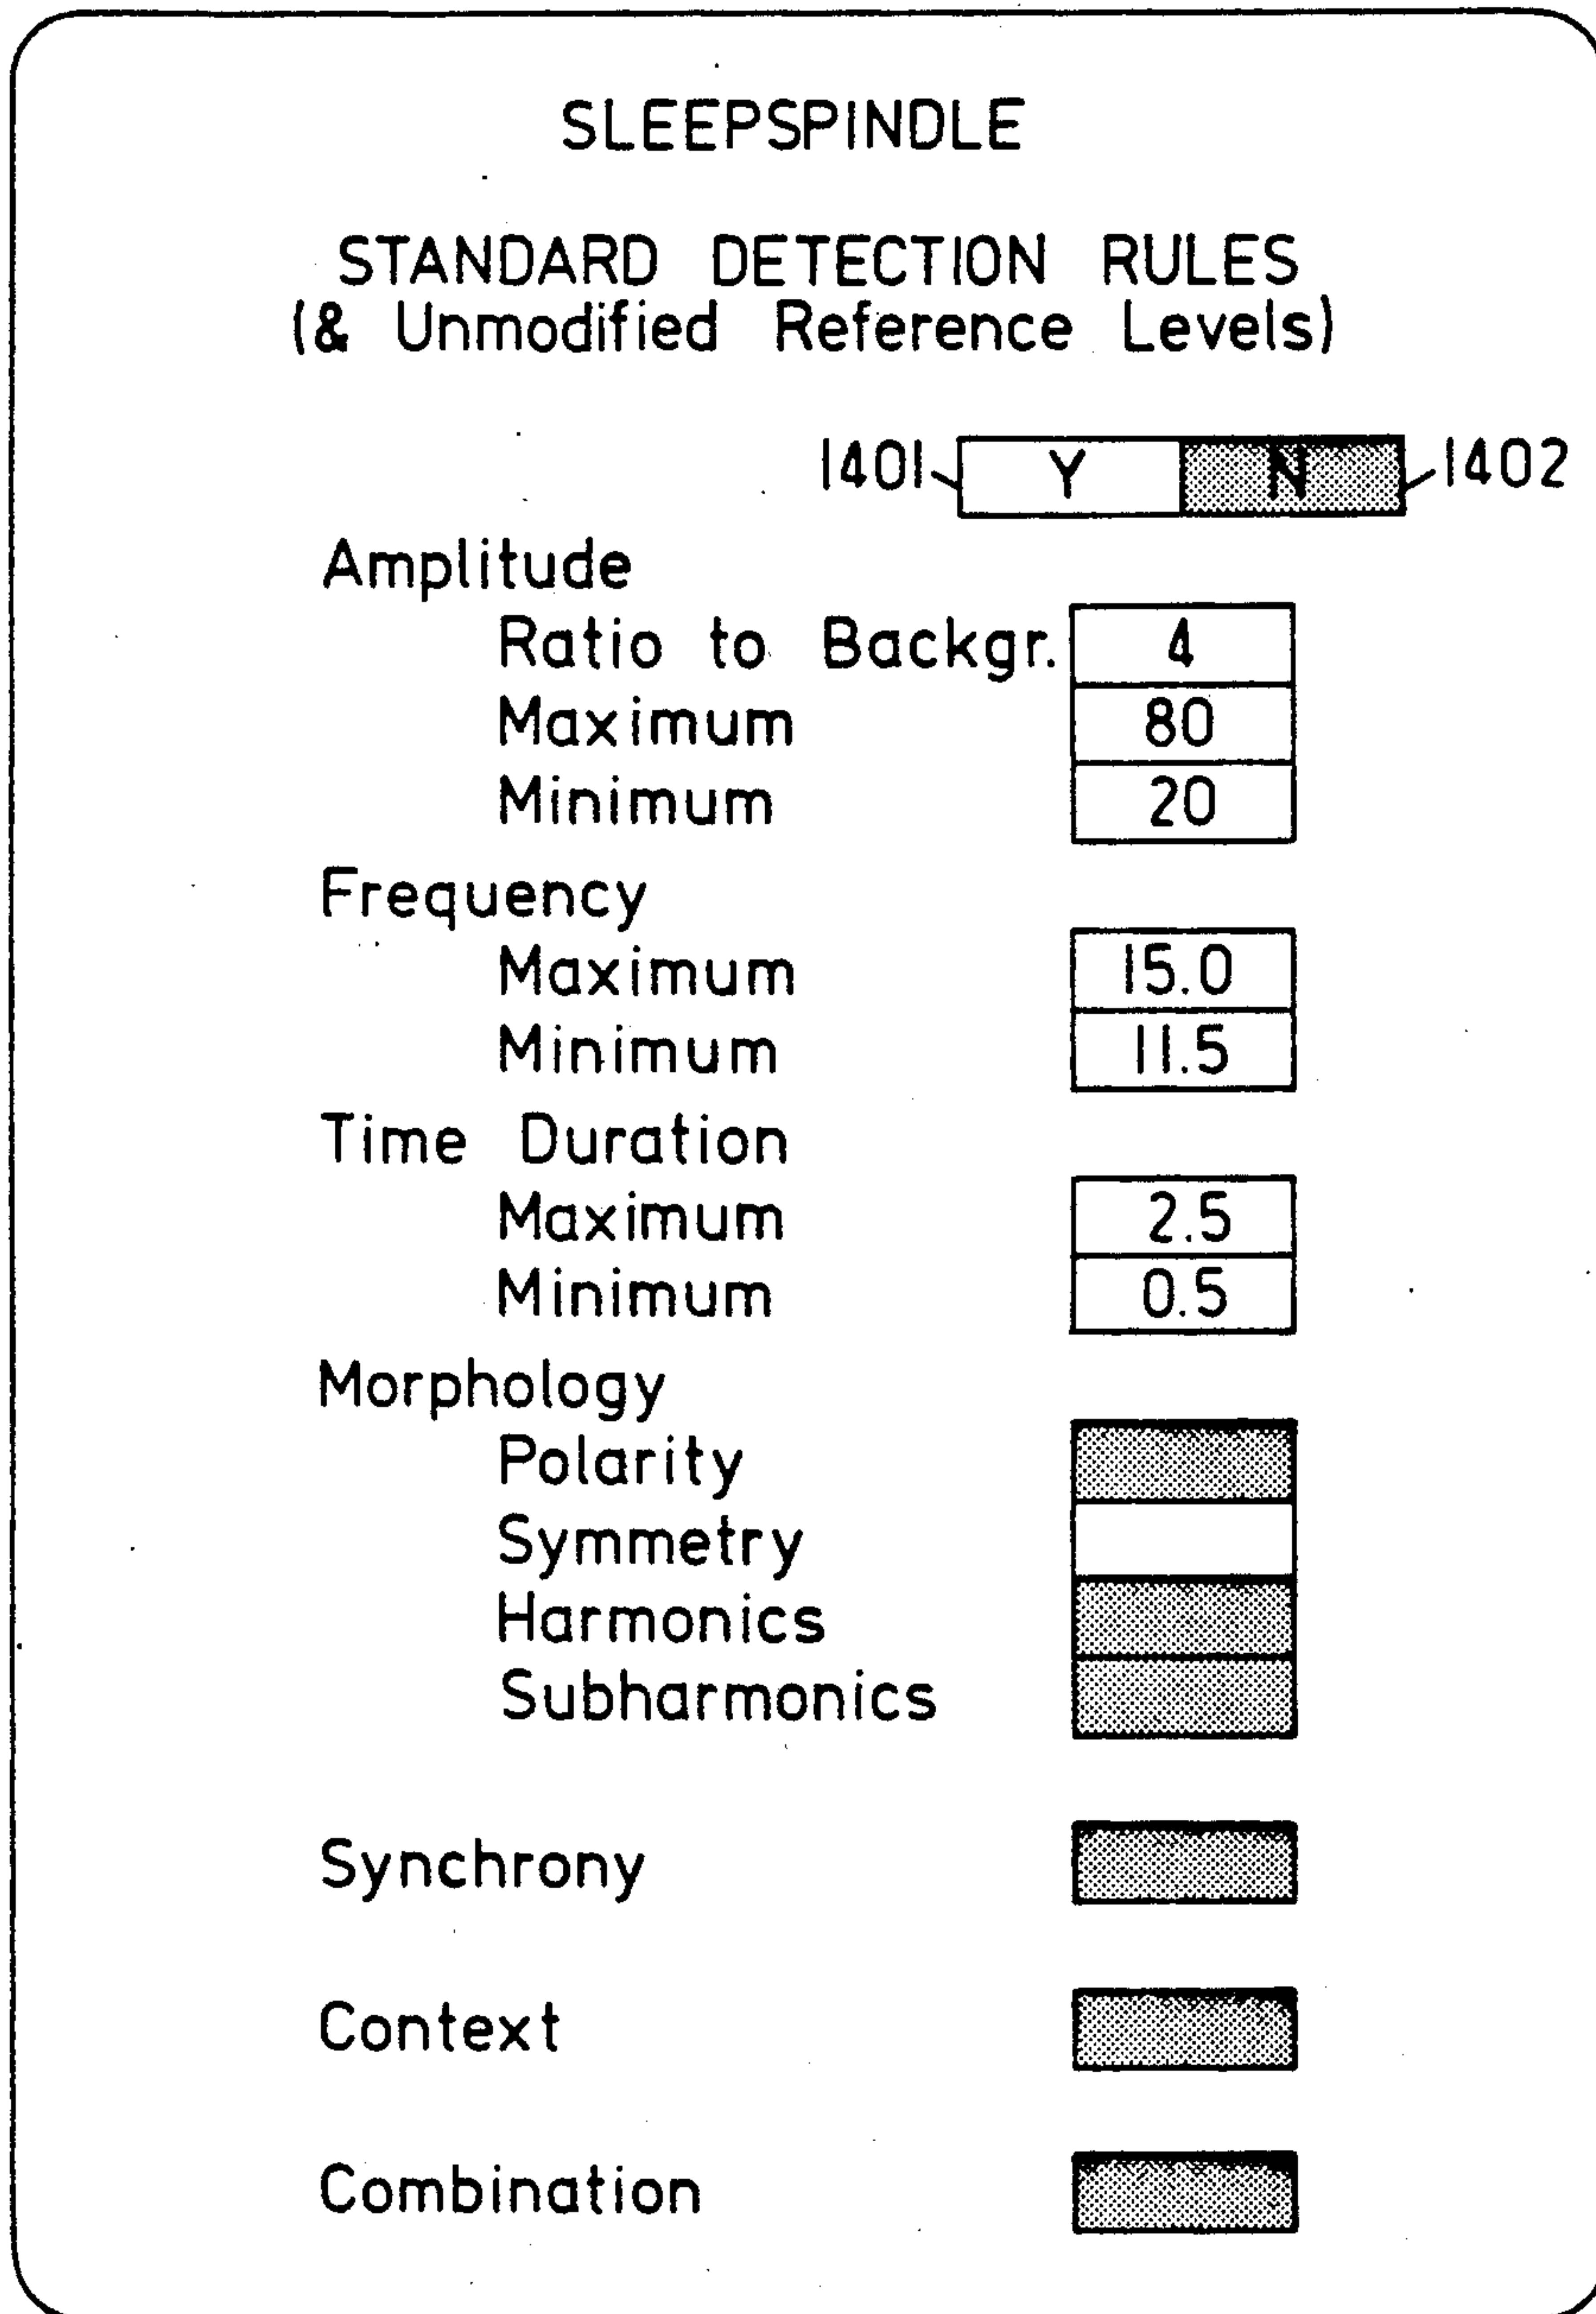 SLEEPSPINDLE
STANDARD DETECTION RULES
(& Unmodified Reference Levels)
1401 Y N 1402
Amplitude
Ratio to Backgr. 4
Maximum 80
Minimum 20
Frequency
Maximum 15.0
Minimum 11.5
Time Duration
Maximum 2.5
Minimum 0.5
Morphology
Polarity
Symmetry
Harmonics
Subharmonics
Synchrony
Context
Combination